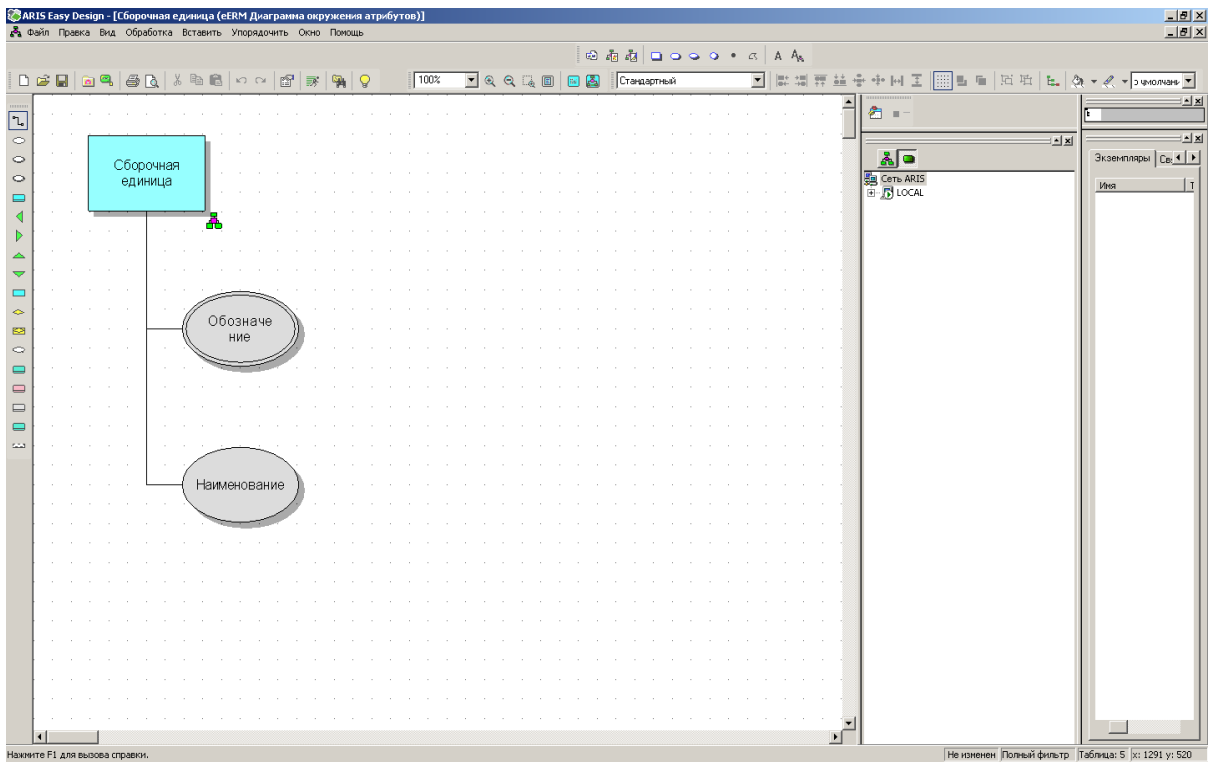 ARIS Easy Design - [Сборочная единица (eERM Диаграмма окружения атрибутов)]
Файл Правка Вид Обработка Вставить Упорядочить Окно Помощь
100%
Стандартный
Сборочная
единица
Обозначе
ние
Наименование
Сеть ARIS
LOCAL
Экземпляры
Имя
Нажмите F1 для вызова справки.
Не изменен Полный фильтр Таблица: 5 x: 1291 y: 520